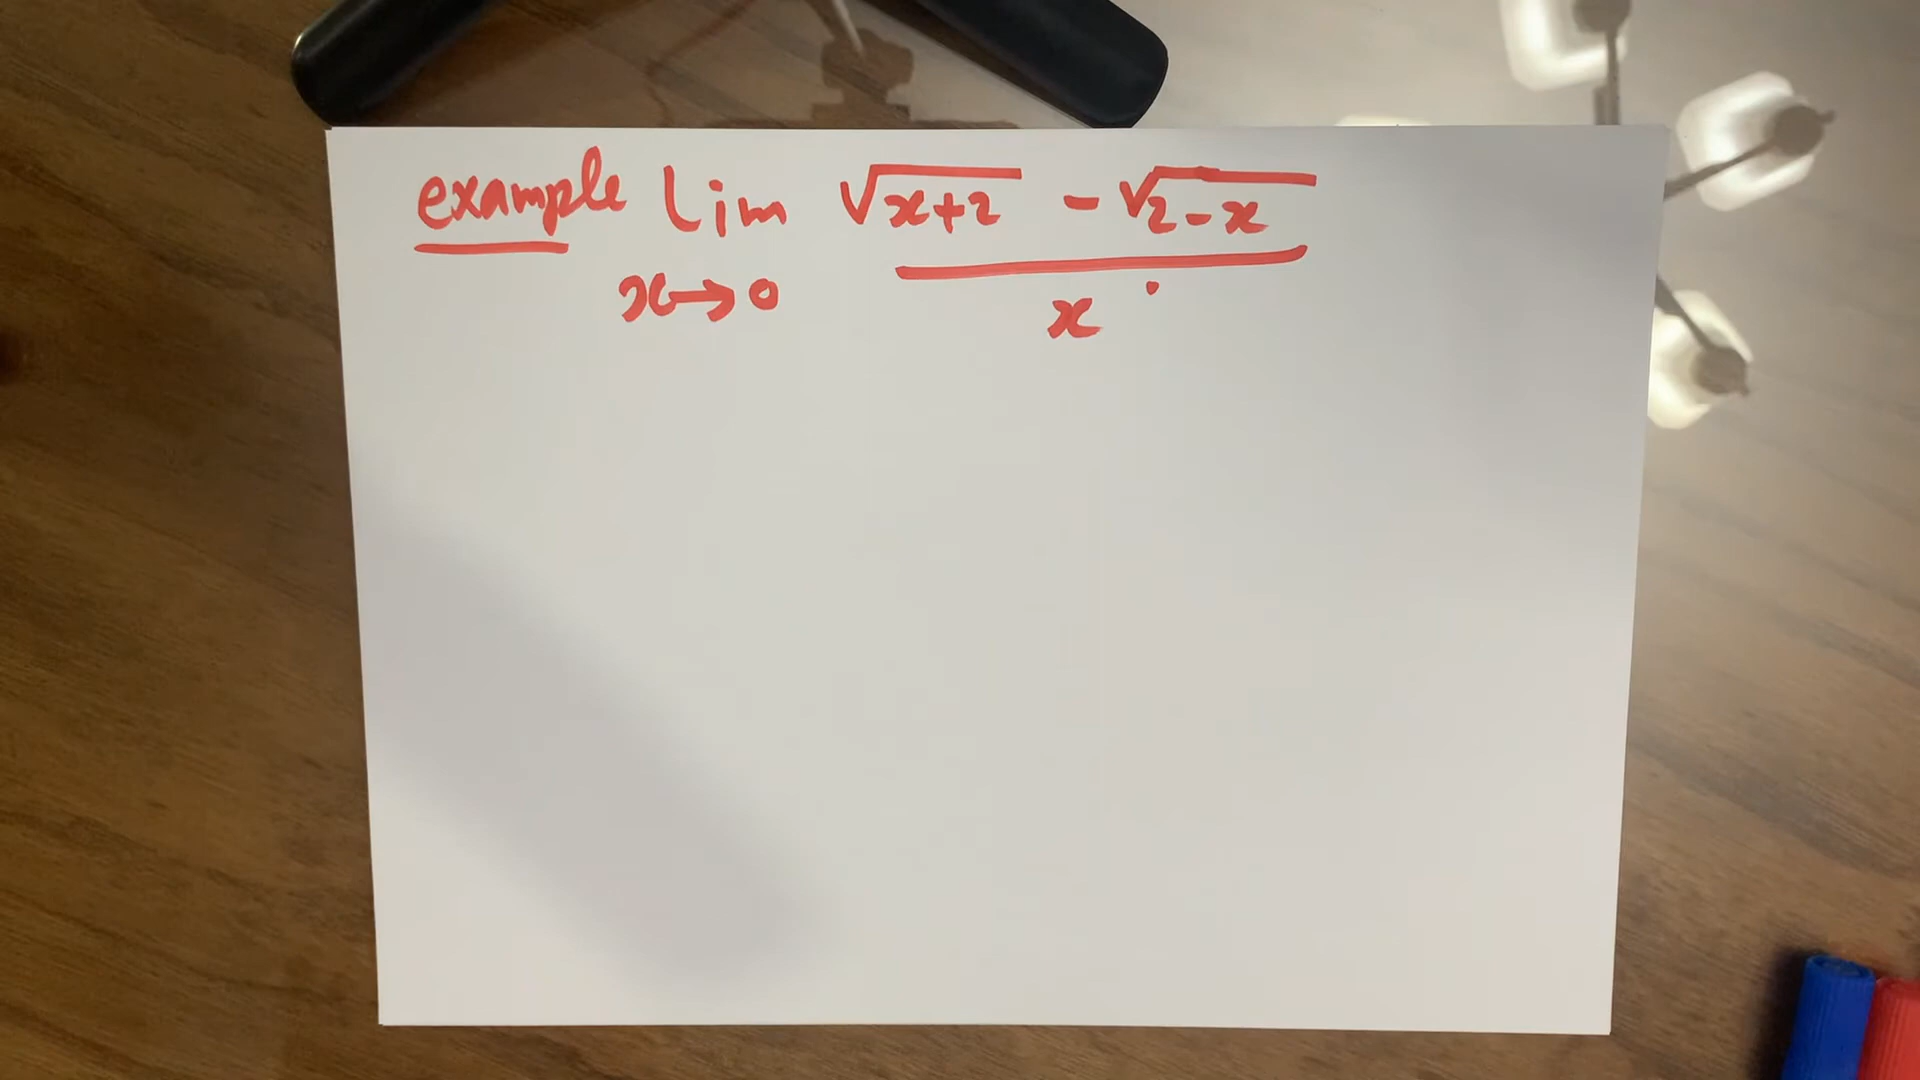 example Lim √x+2 - √2-x
x→0 x